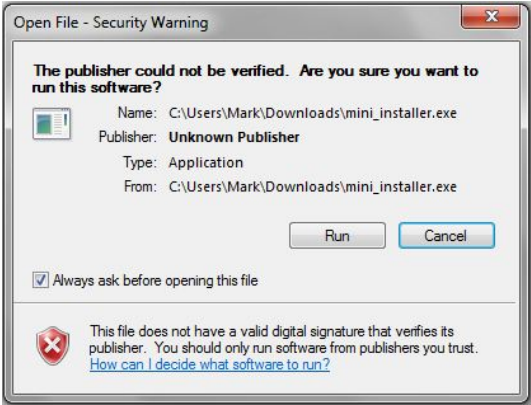 Open File - Security Warning
The publisher could not be verified.  Are you sure you want to
run this software?
Name: C:\Users\Mark\Downloads\mini_installer.exe
Publisher: Unknown Publisher
Type: Application
From: C:\Users\Mark\Downloads\mini_installer.exe
Run Cancel
Always ask before opening this file
This file does not have a valid digital signature that verifies its
publisher.  You should only run software from publishers you trust.
How can I decide what software to run?